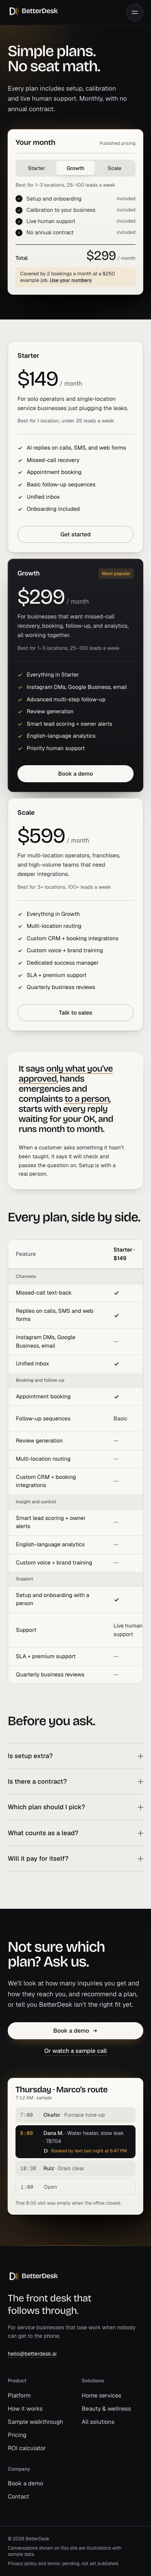 BetterDesk
Simple plans.
No seat math.
Every plan includes setup, calibration
and live human support. Monthly, with no
annual contract.
Your month
Published pricing
Starter
Growth
Scale
Best for 1–3 locations, 25–100 leads a week
Setup and onboarding
included
Calibration to your business
included
Live human support
included
No annual contract
included
Total
$299 / month
Covered by 2 bookings a month at a $250
example job. Use your numbers
Starter
$149 / month
For solo operators and single-location
service businesses just plugging the leaks.
Best for 1 location, under 25 leads a week
AI replies on calls, SMS, and web forms
Missed-call recovery
Appointment booking
Basic follow-up sequences
Unified inbox
Onboarding included
Get started
Growth
Most popular
$299 / month
For businesses that want missed-call
recovery, booking, follow-up, and analytics,
all working together.
Best for 1–3 locations, 25–100 leads a week
Everything in Starter
Instagram DMs, Google Business, email
Advanced multi-step follow-up
Review generation
Smart lead scoring + owner alerts
English-language analytics
Priority human support
Book a demo
Scale
$599 / month
For multi-location operators, franchises,
and high-volume teams that need
deeper integrations.
Best for 3+ locations, 100+ leads a week
Everything in Growth
Multi-location routing
Custom CRM + booking integrations
Custom voice + brand training
Dedicated success manager
SLA + premium support
Quarterly business reviews
Talk to sales
It says only what you've
approved, hands
emergencies and
complaints to a person,
starts with every reply
waiting for your OK, and
runs month to month.
When a customer asks something it hasn't
been taught, it says it will check and
passes the question on. Setup is with a
real person.
Every plan, side by side.
Feature
Starter ·
$149
Channels
Missed-call text-back
Replies on calls, SMS and web
forms
Instagram DMs, Google
Business, email
—
Unified inbox
Booking and follow-up
Appointment booking
Follow-up sequences
Basic
Review generation
—
Multi-location routing
—
Custom CRM + booking
integrations
—
Insight and control
Smart lead scoring + owner
alerts
—
English-language analytics
—
Custom voice + brand training
—
Support
Setup and onboarding with a
person
Support
Live human
support
SLA + premium support
—
Quarterly business reviews
—
Before you ask.
Is setup extra?
Is there a contract?
Which plan should I pick?
What counts as a lead?
Will it pay for itself?
Not sure which
plan? Ask us.
We'll look at how many inquiries you get and
how they reach you, and recommend a plan,
or tell you BetterDesk isn't the right fit yet.
Book a demo →
Or watch a sample call
Thursday · Marco's route
7:12 AM · sample
7:00
Okafor · Furnace tune-up
8:00
Dana M. · Water heater, slow leak
· 78704
Booked by text last night at 6:47 PM
10:30
Ruiz · Drain clear
1:00
Open
That 8:00 slot was empty when the office closed.
BetterDesk
The front desk that
follows through.
For service businesses that lose work when nobody
can get to the phone.
hello@betterdesk.ai
Product
Solutions
Platform
Home services
How it works
Beauty & wellness
Sample walkthrough
All solutions
Pricing
ROI calculator
Company
Book a demo
Contact
© 2026 BetterDesk
Conversations shown on this site are illustrations with
sample data.
Privacy policy and terms: pending, not yet published.